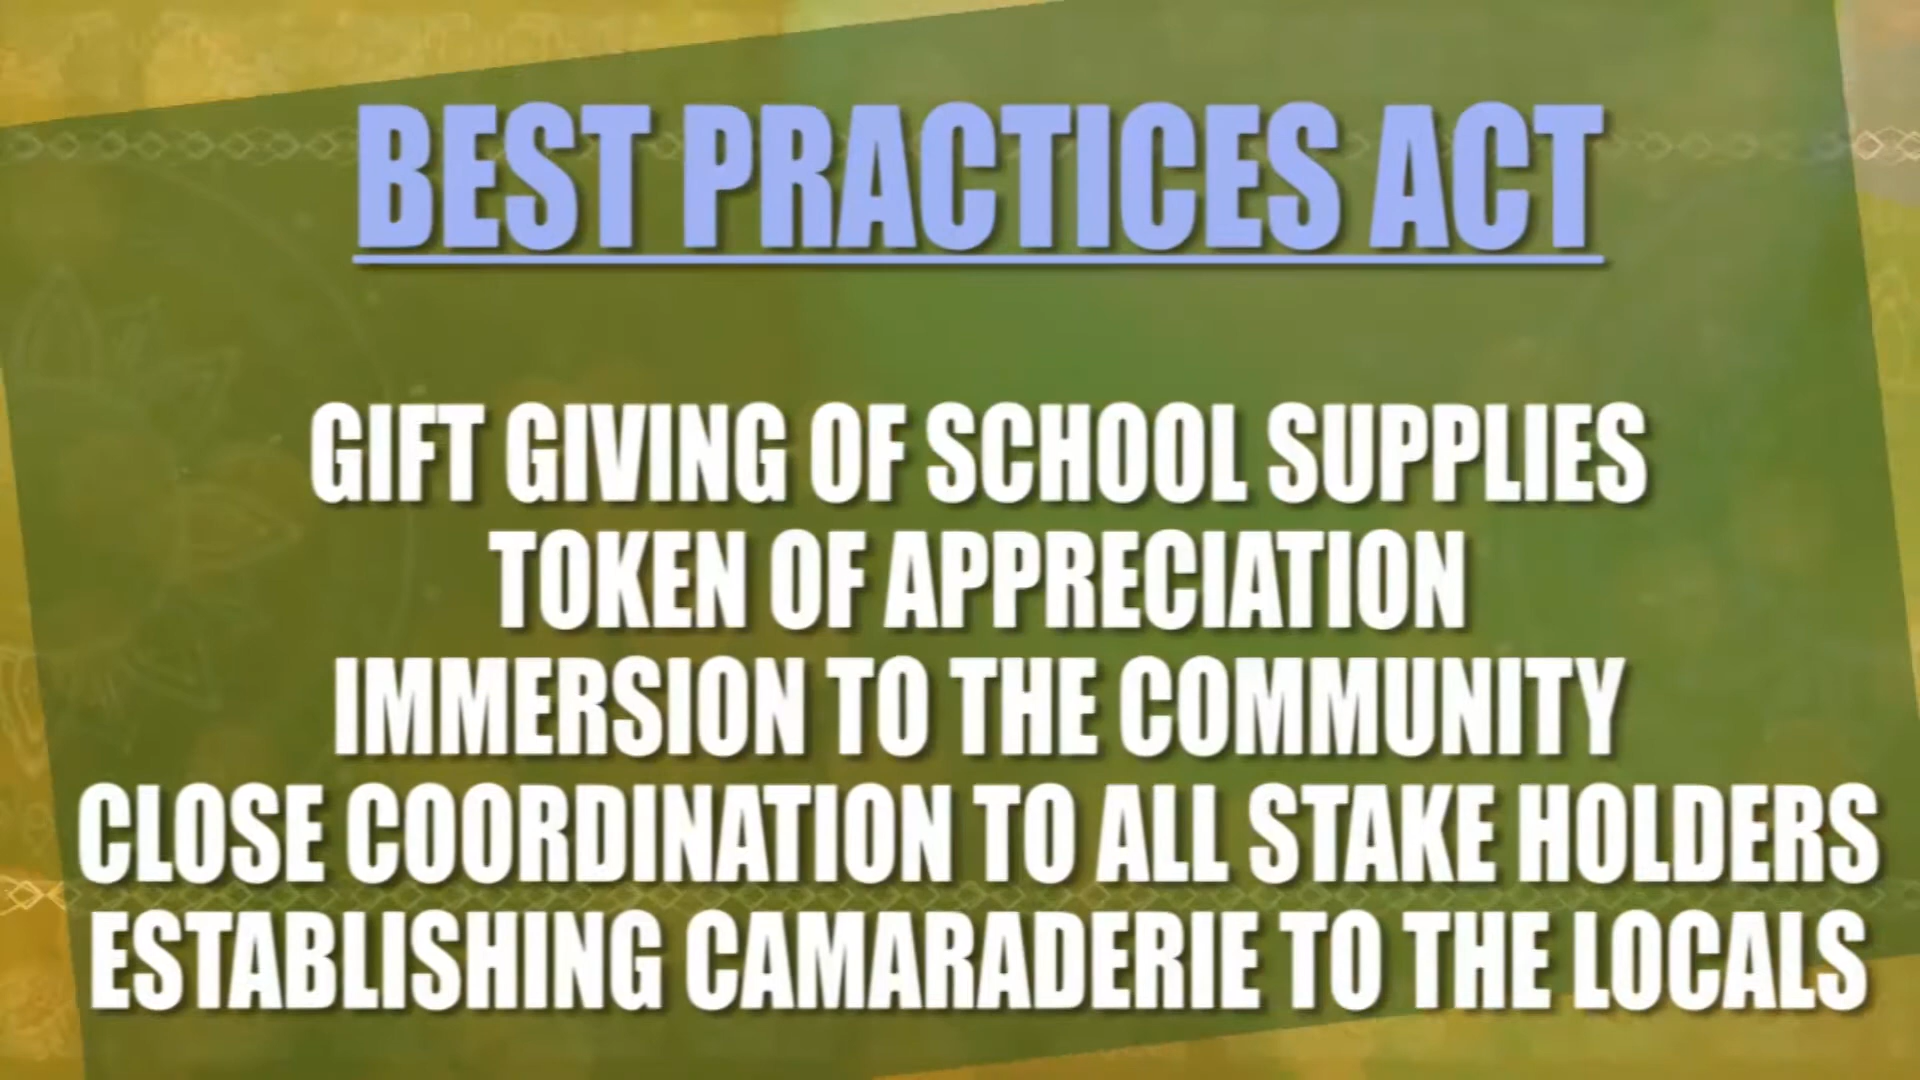 BEST PRACTICES ACT
GIFT GIVING OF SCHOOL SUPPLIES
TOKEN OF APPRECIATION
IMMERSION TO THE COMMUNITY
CLOSE COORDINATION TO ALL STAKE HOLDERS
ESTABLISHING CAMARADERIE TO THE LOCALS